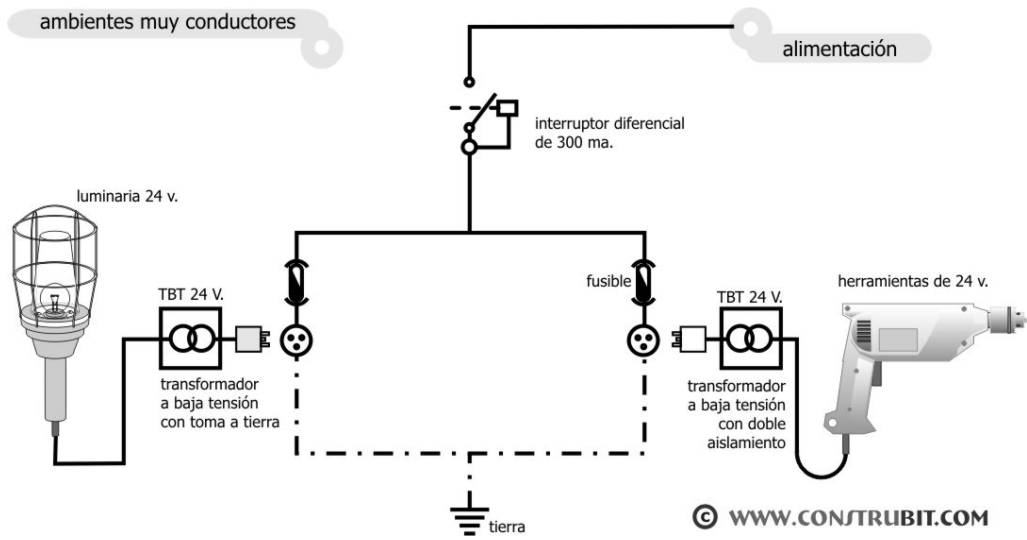 ambientes muy conductores
alimentación
interruptor diferencial
de 300 ma.
luminaria 24 v.
fusible
herramientas de 24 v.
TBT 24 V.
TBT 24 V.
transformador
a baja tensión
con toma a tierra
transformador
a baja tensión
con doble
aislamiento
tierra
© WWW.CONSTRUBIT.COM